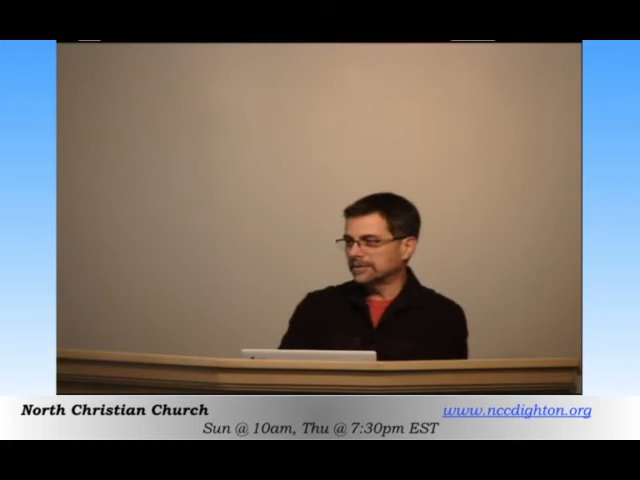 North Christian Church
www.nccdighton.org
Sun @ 10am, Thu @ 7:30pm EST